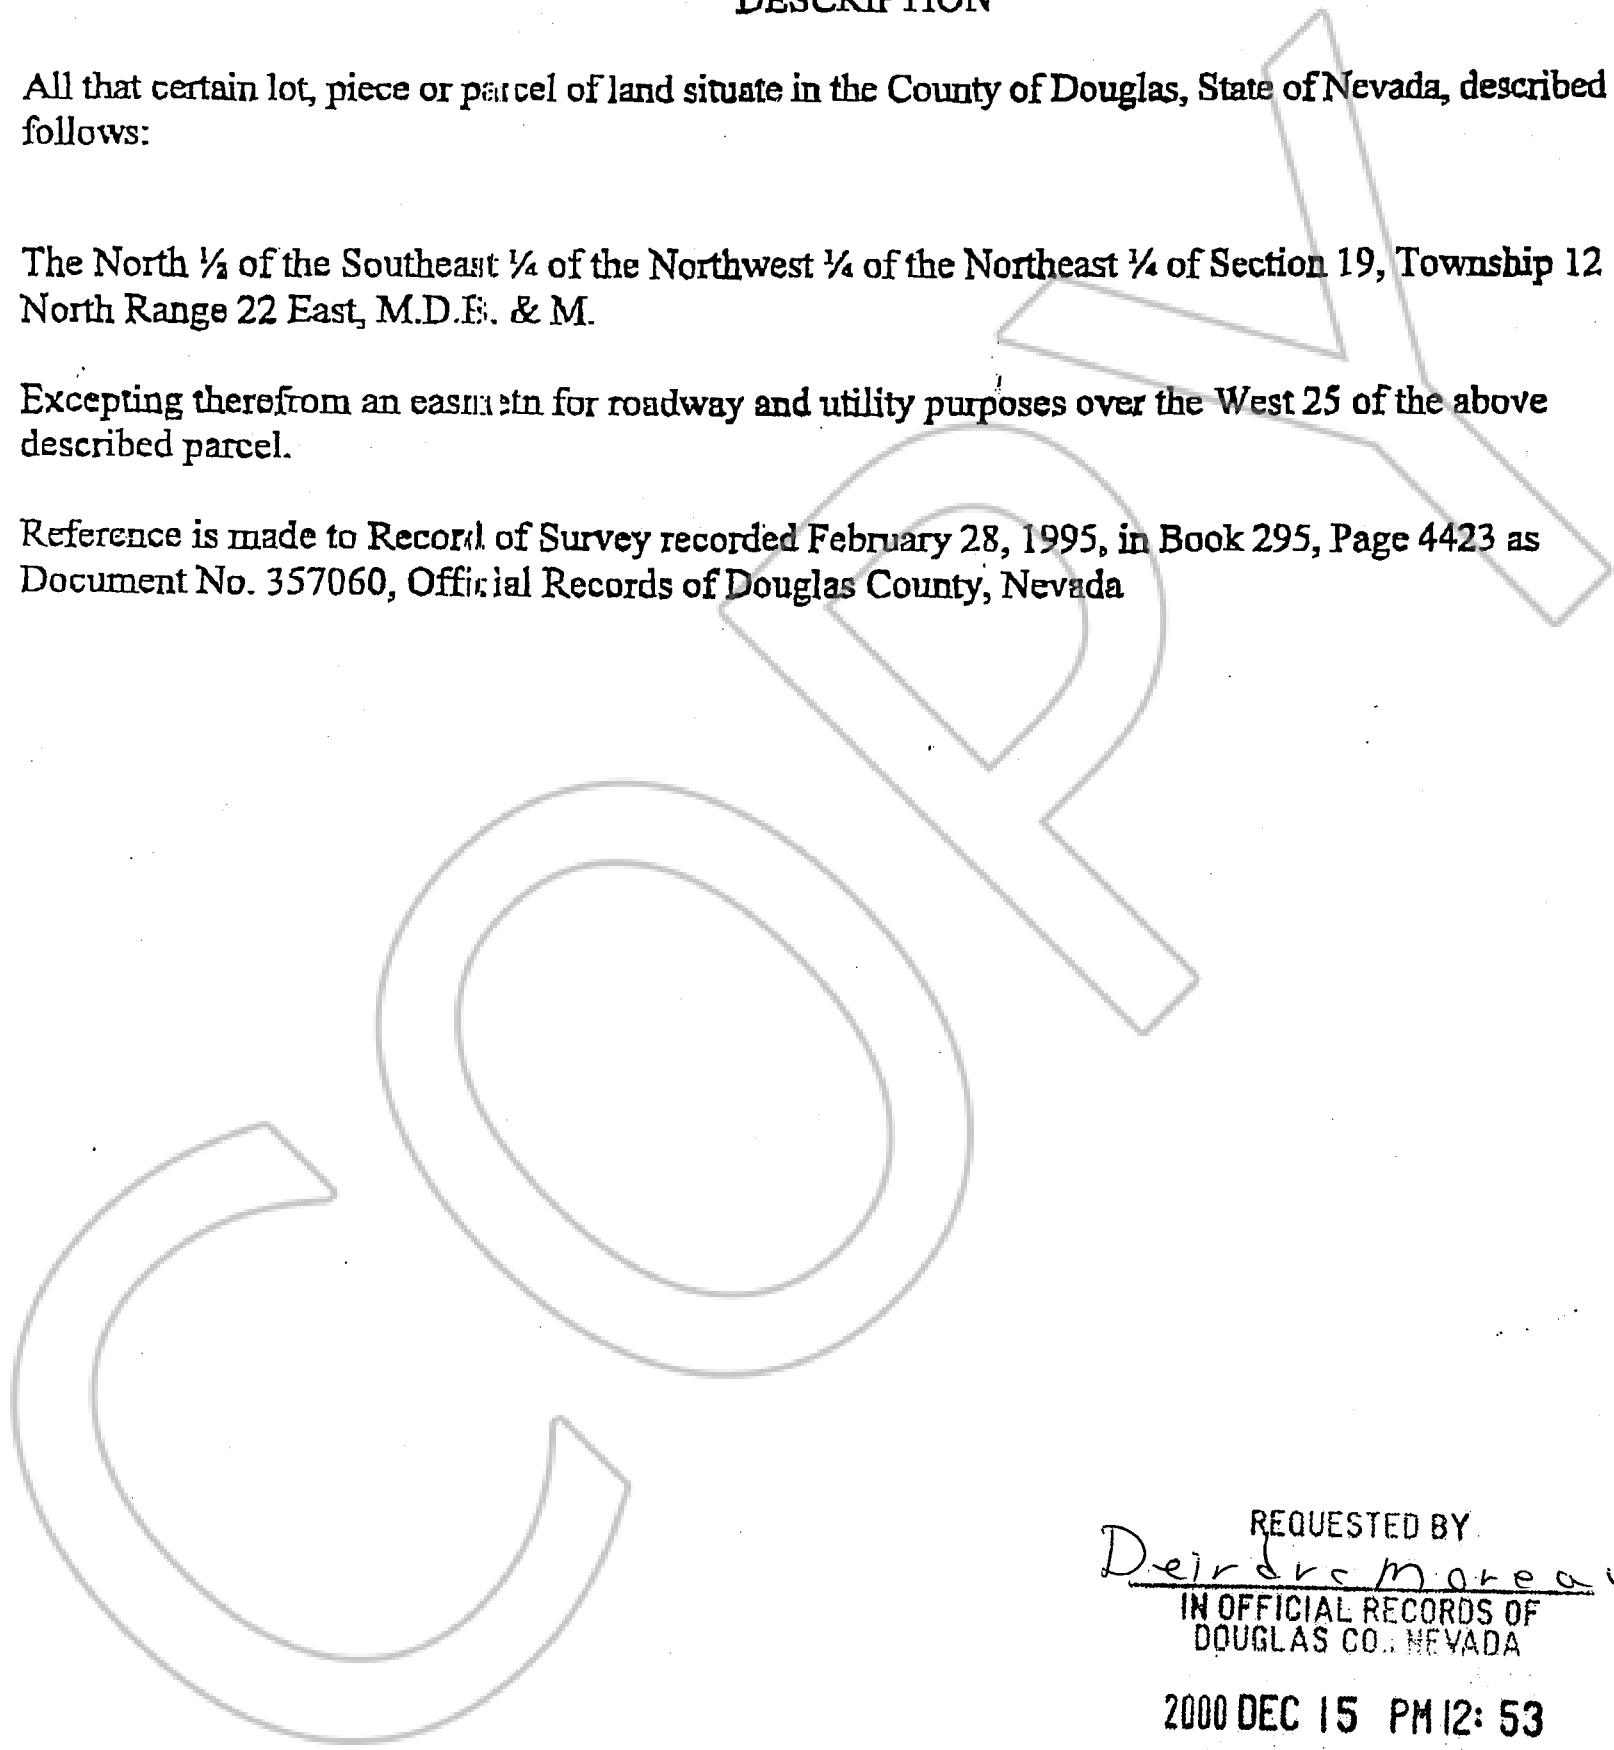 DESCRIPTION
All that certain lot, piece or parcel of land situate in the County of Douglas, State of Nevada, described
follows:
The North ½ of the Southeast ¼ of the Northwest ¼ of the Northeast ¼ of Section 19, Township 12
North Range 22 East, M.D.B. & M.
Excepting therefrom an easmetn for roadway and utility purposes over the West 25 of the above
described parcel.
Reference is made to Record of Survey recorded February 28, 1995, in Book 295, Page 4423 as
Document No. 357060, Official Records of Douglas County, Nevada
COPY
REQUESTED BY
Deirdre
IN OFFICIAL RECORDS OF
DOUGLAS CO., NEVADA
2000 DEC 15 PM 12: 53